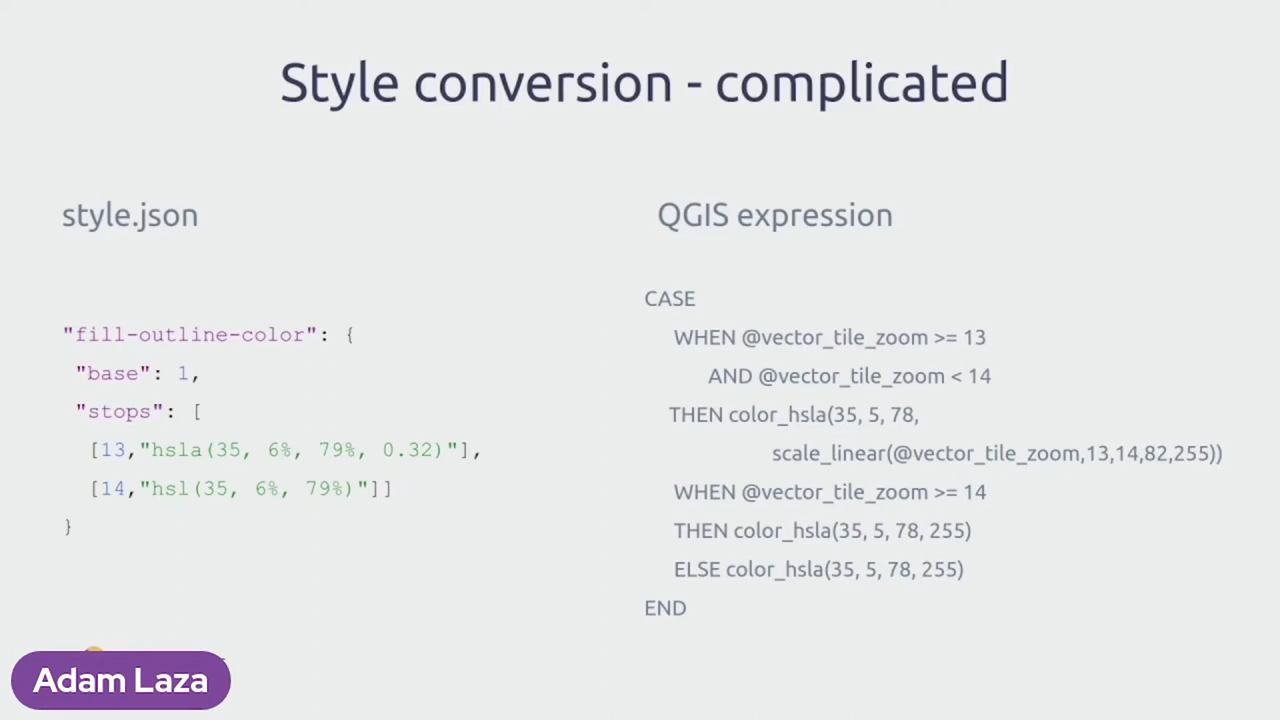 Style conversion - complicated
style.json
"fill-outline-color": {
"base": 1,
"stops": [
[13,"hsla(35, 6%, 79%, 0.32)"],
[14,"hsl(35, 6%, 79%)"]]
}
QGIS expression
CASE
WHEN @vector_tile_zoom >= 13
AND @vector_tile_zoom < 14
THEN color_hsla(35, 5, 78,
scale_linear(@vector_tile_zoom,13,14,82,255))
WHEN @vector_tile_zoom >= 14
THEN color_hsla(35, 5, 78, 255)
ELSE color_hsla(35, 5, 78, 255)
END
Adam Laza